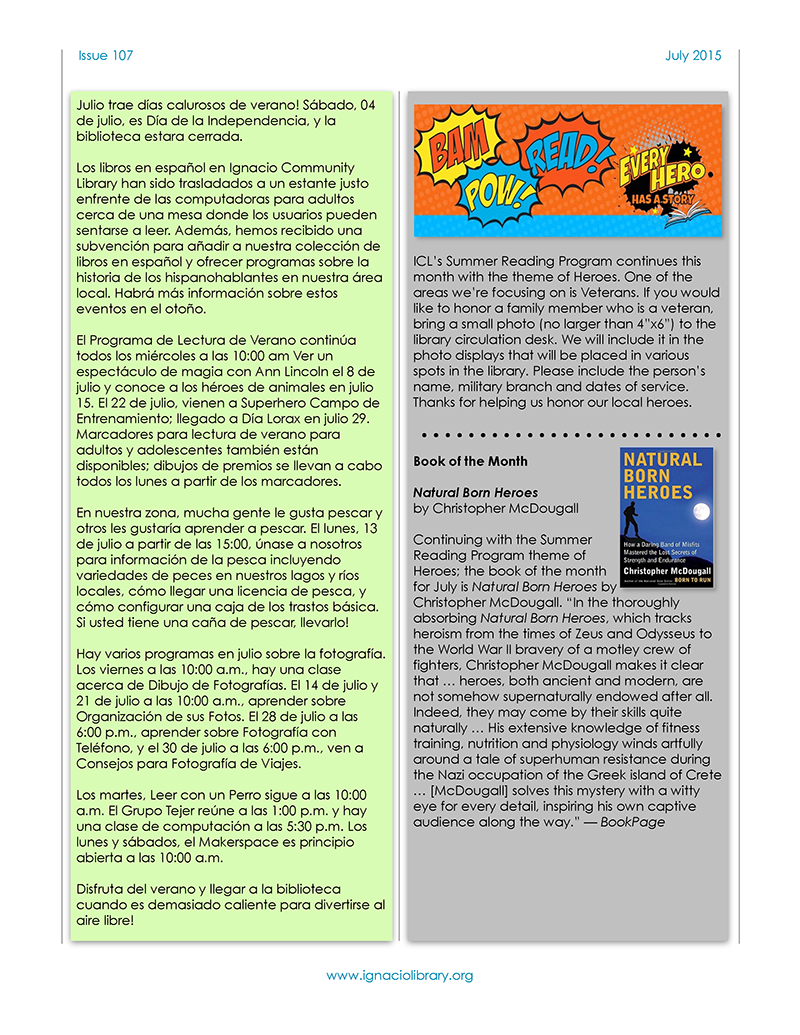 Issue 107
July 2015
Julio trae días calurosos de verano! Sábado, 04
de julio, es Día de la Independencia, y la
biblioteca estara cerrada.
Los libros en español en Ignacio Community
Library han sido trasladados a un estante justo
enfrente de las computadoras para adultos
cerca de una mesa donde los usuarios pueden
sentarse a leer. Además, hemos recibido una
subvención para añadir a nuestra colección de
libros en español y ofrecer programas sobre la
historia de los hispanohablantes en nuestra área
local. Habrá más información sobre estos
eventos en el otoño.
El Programa de Lectura de Verano continúa
todos los miércoles a las 10:00 am Ver un
espectáculo de magia con Ann Lincoln el 8 de
julio y conoce a los héroes de animales en julio
15. El 22 de julio, vienen a Superhero Campo de
Entrenamiento; llegado a Día Lorax en julio 29.
Marcadores para lectura de verano para
adultos y adolescentes también están
disponibles; dibujos de premios se llevan a cabo
todos los lunes a partir de los marcadores.
En nuestra zona, mucha gente le gusta pescar y
otros les gustaría aprender a pescar. El lunes, 13
de julio a partir de las 15:00, únase a nosotros
para información de la pesca incluyendo
variedades de peces en nuestros lagos y ríos
locales, cómo llegar una licencia de pesca, y
cómo configurar una caja de los trastos básica.
Si usted tiene una caña de pescar, llevarlo!
Hay varios programas en julio sobre la fotografía.
Los viernes a las 10:00 a.m., hay una clase
acerca de Dibujo de Fotografías. El 14 de julio y
21 de julio a las 10:00 a.m., aprender sobre
Organización de sus Fotos. El 28 de julio a las
6:00 p.m., aprender sobre Fotografía con
Teléfono, y el 30 de julio a las 6:00 p.m., ven a
Consejos para Fotografía de Viajes.
Los martes, Leer con un Perro sigue a las 10:00
a.m. El Grupo Tejer reúne a las 1:00 p.m. y hay
una clase de computación a las 5:30 p.m. Los
lunes y sábados, el Makerspace es principio
abierta a las 10:00 a.m.
Disfruta del verano y llegar a la biblioteca
cuando es demasiado caliente para divertirse al
aire libre!
BAM
POW!
READ!
EVERY
HERO
HAS A STORY
ICL's Summer Reading Program continues this
month with the theme of Heroes. One of the
areas we're focusing on is Veterans. If you would
like to honor a family member who is a veteran,
bring a small photo (no larger than 4"x6") to the
library circulation desk. We will include it in the
photo displays that will be placed in various
spots in the library. Please include the person's
name, military branch and dates of service.
Thanks for helping us honor our local heroes.
Book of the Month
Natural Born Heroes
by Christopher McDougall
Continuing with the Summer
Reading Program theme of
Heroes; the book of the month
for July is Natural Born Heroes by
Christopher McDougall. “In the thoroughly
absorbing Natural Born Heroes, which tracks
heroism from the times of Zeus and Odysseus to
the World War II bravery of a motley crew of
fighters, Christopher McDougall makes it clear
that … heroes, both ancient and modern, are
not somehow supernaturally endowed after all.
Indeed, they may come by their skills quite
naturally … His extensive knowledge of fitness
training, nutrition and physiology winds artfully
around a tale of superhuman resistance during
the Nazi occupation of the Greek island of Crete
… [McDougall] solves this mystery with a witty
eye for every detail, inspiring his own captive
audience along the way.” — BookPage
NATURAL
BORN
HEROES
How a Daring Band of Misfits
Mastered the Lost Secrets of
Strength and Endurance
Christopher McDougall
BORN TO RUN
www.ignaciolibrary.org